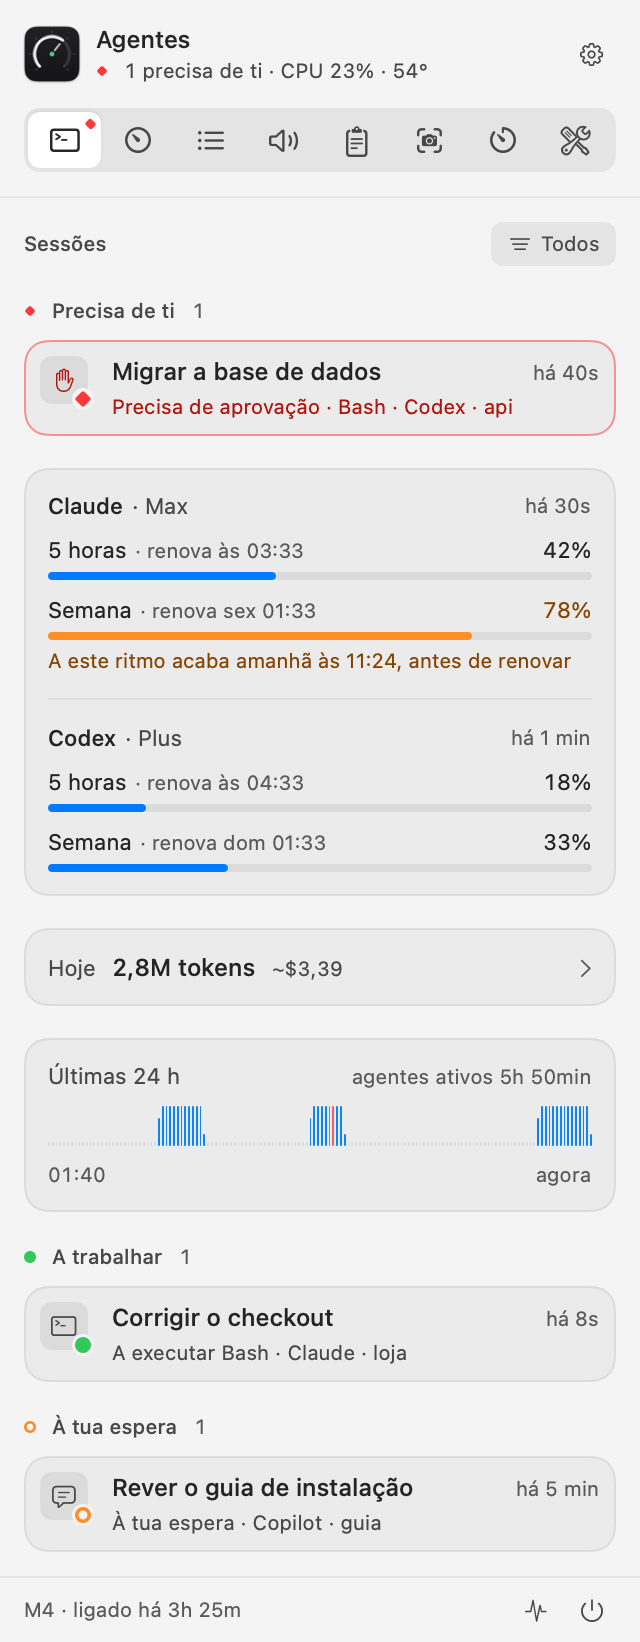 Agentes
1 precisa de ti · CPU 23% · 54°
Sessões
Todos
Precisa de ti 1
Migrar a base de dados
há 40s
Precisa de aprovação · Bash · Codex · api
Claude · Max
há 30s
5 horas · renova às 03:33
42%
Semana · renova sex 01:33
78%
A este ritmo acaba amanhã às 11:24, antes de renovar
Codex · Plus
há 1 min
5 horas · renova às 04:33
18%
Semana · renova dom 01:33
33%
Hoje 2,8M tokens ~$3,39
Últimas 24 h
agentes ativos 5h 50min
01:40
agora
A trabalhar 1
Corrigir o checkout
há 8s
A executar Bash · Claude · loja
À tua espera 1
Rever o guia de instalação
há 5 min
À tua espera · Copilot · guia
M4 · ligado há 3h 25m